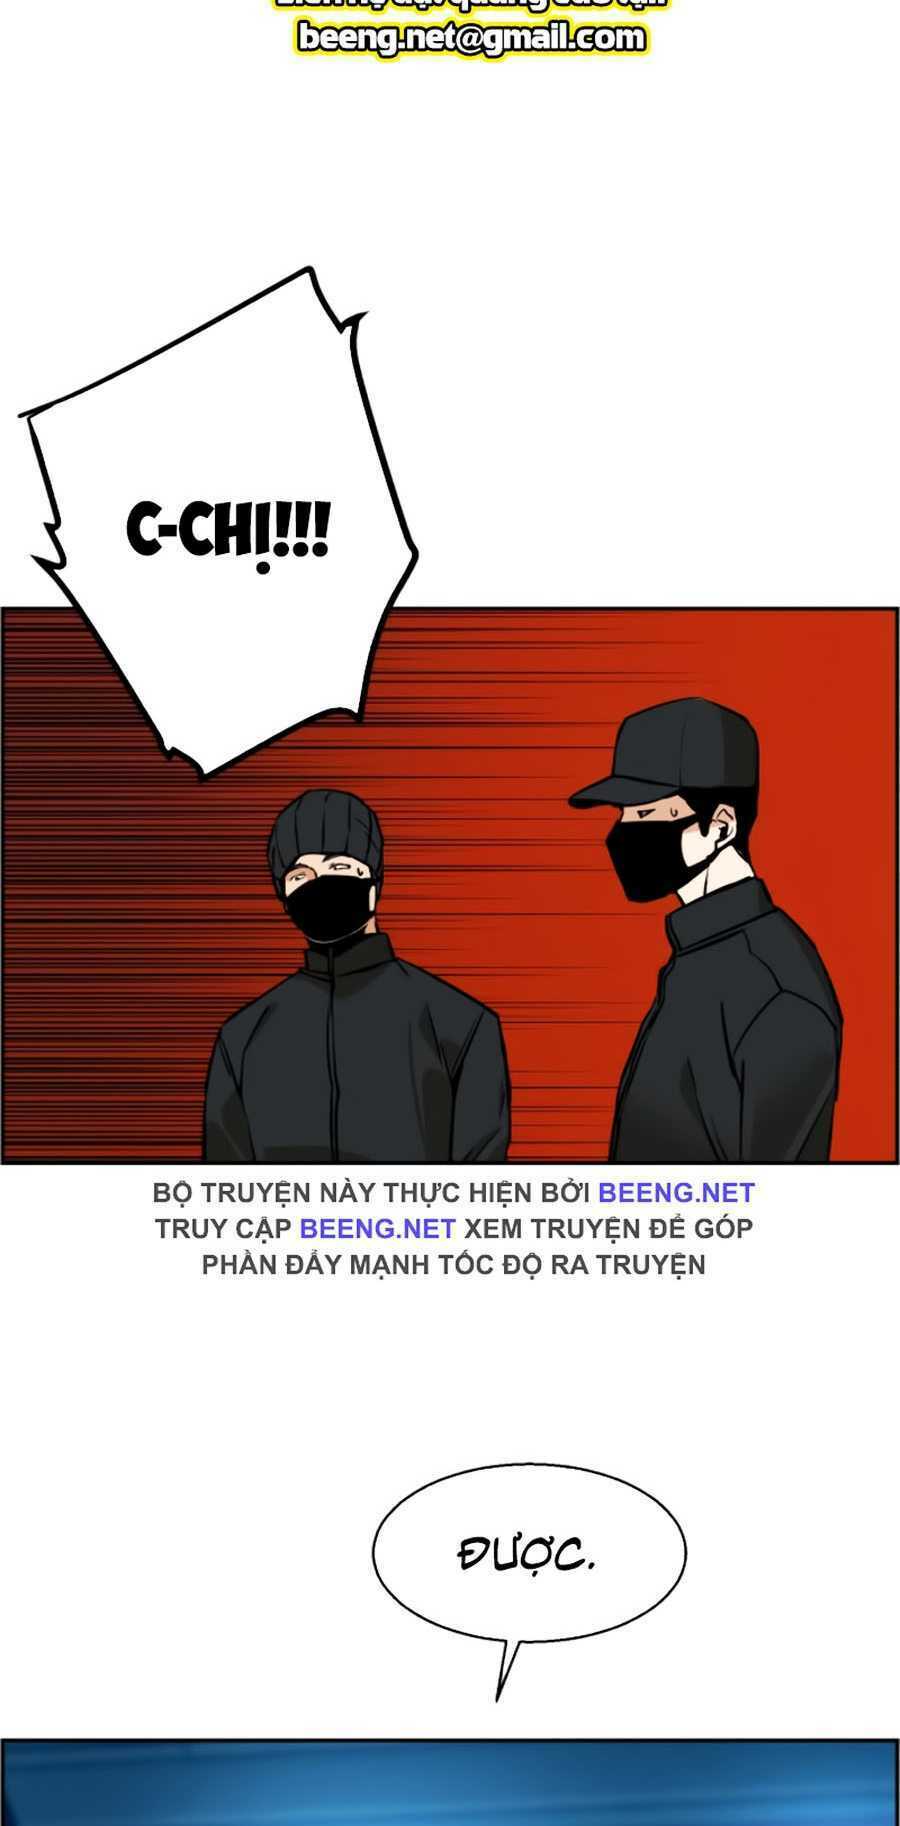 beeng.net@gmail.com
C-CHỊ!!!
BỘ TRUYỆN NÀY THỰC HIỆN BỞI BEENG.NET
TRUY CẬP BEENG.NET XEM TRUYỆN ĐỂ GÓP
PHẦN ĐẨY MẠNH TỐC ĐỘ RA TRUYỆN
ĐƯỢC.